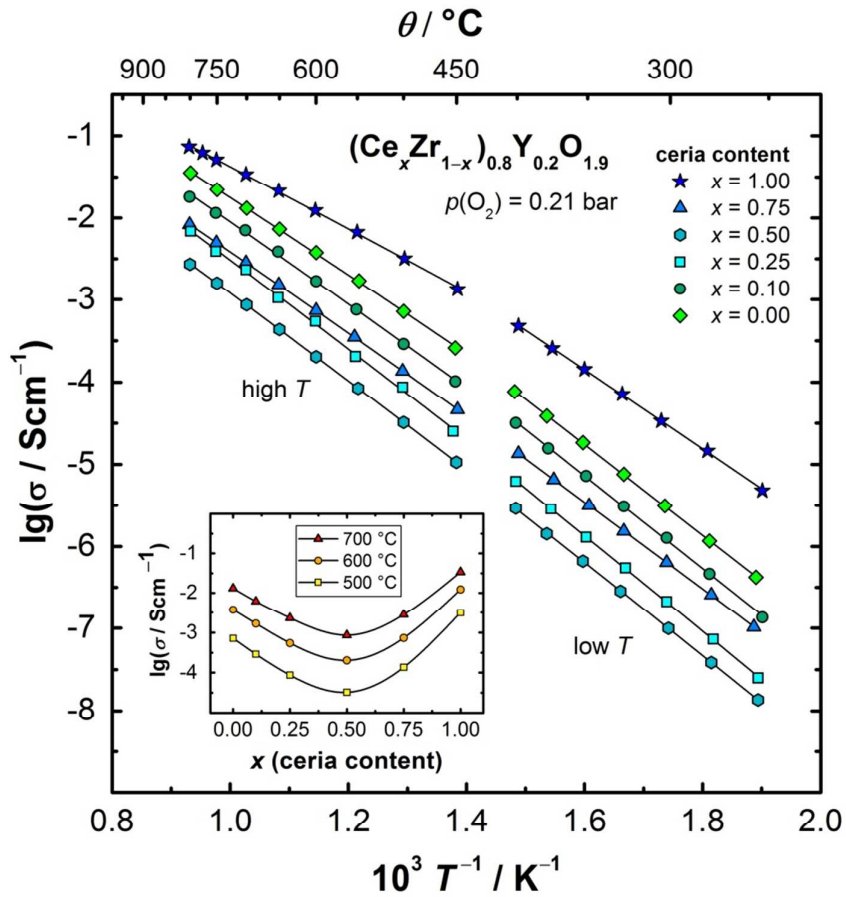 θ / °C
900 750 600 450 300
(CeₓZr₁₋ₓ)₀.₈Y₀.₂O₁.₉
p(O₂) = 0.21 bar
ceria content
x = 1.00
x = 0.75
x = 0.50
x = 0.25
x = 0.10
x = 0.00
lg(σ / Scm⁻¹)
-1
-2
-3
-4
-5
-6
-7
-8
high T
low T
700 °C
600 °C
500 °C
lg(σ / Scm⁻¹)
-1
-2
-3
-4
0.00 0.25 0.50 0.75 1.00
x (ceria content)
0.8 1.0 1.2 1.4 1.6 1.8 2.0
10³ T⁻¹ / K⁻¹